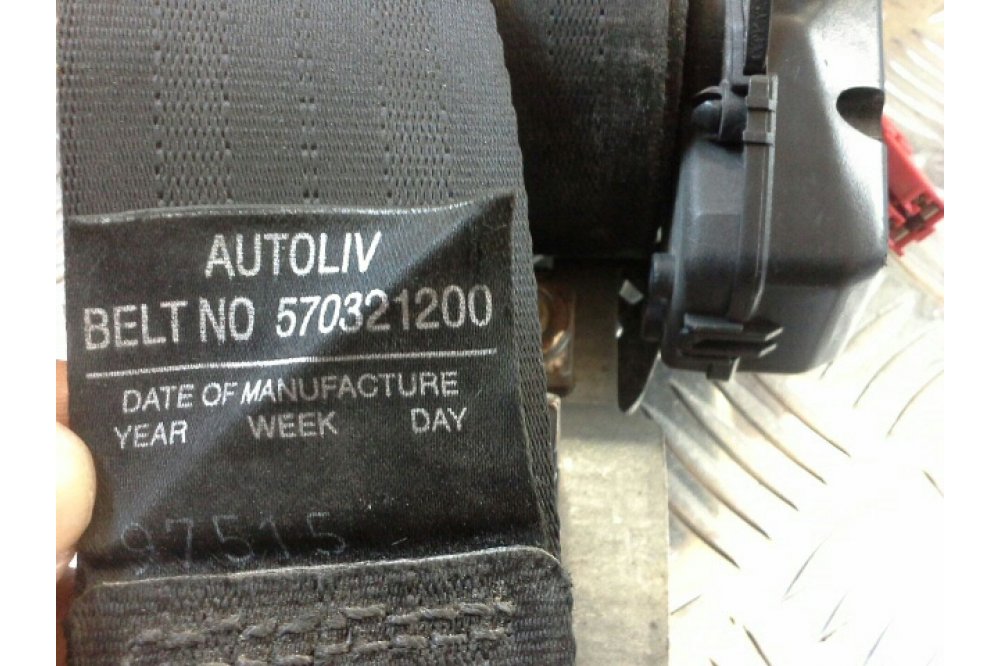 AUTOLIV
BELT NO 570321200
DATE OF MANUFACTURE
YEAR WEEK DAY
97515